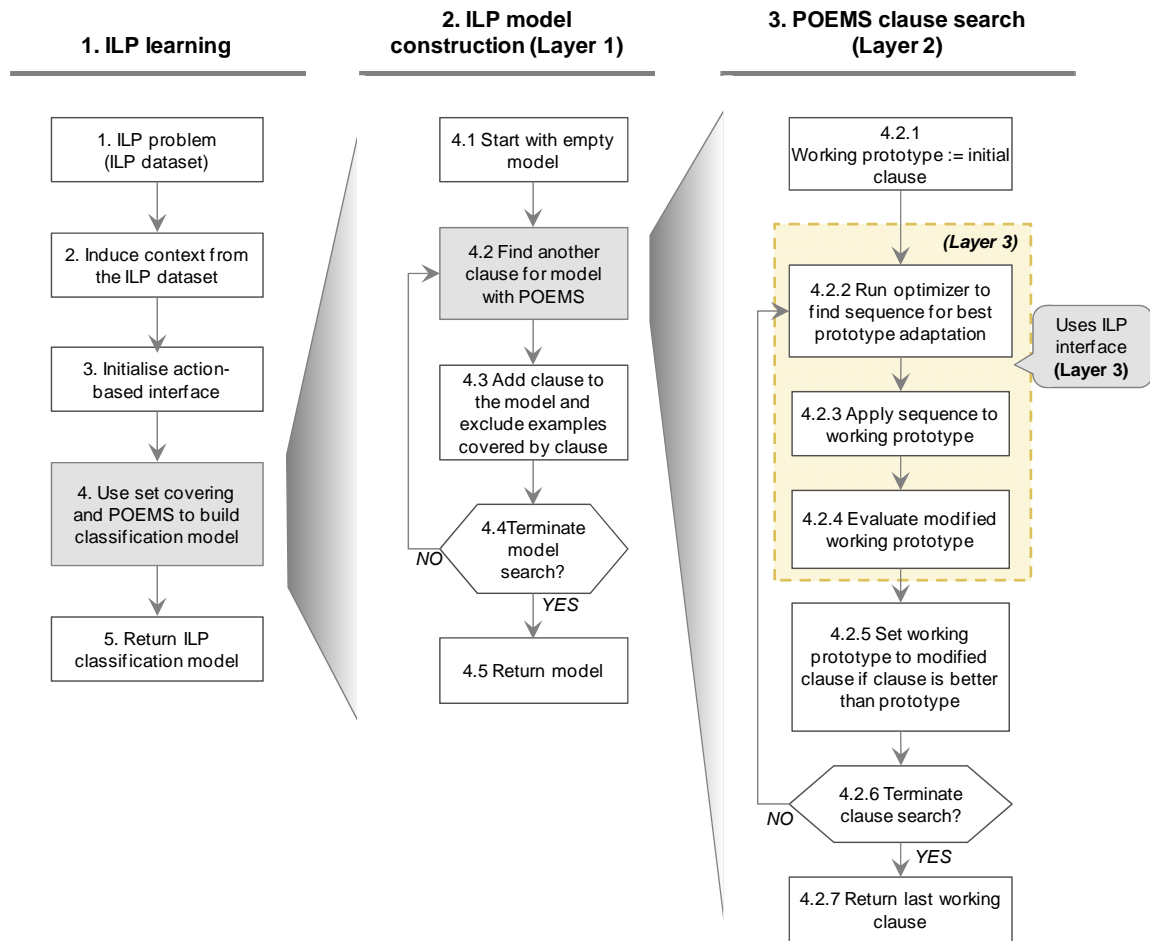 1. ILP learning
1. ILP problem
(ILP dataset)
2. Induce context from
the ILP dataset
3. Initialise action-
based interface
4. Use set covering
and POEMS to build
classification model
5. Return ILP
classification model
2. ILP model
construction (Layer 1)
4.1 Start with empty
model
4.2 Find another
clause for model
with POEMS
4.3 Add clause to
the model and
exclude examples
covered by clause
4.4Terminate
model
search?
NO
YES
4.5 Return model
3. POEMS clause search
(Layer 2)
4.2.1
Working prototype := initial
clause
(Layer 3)
4.2.2 Run optimizer to
find sequence for best
prototype adaptation
Uses ILP
interface
(Layer 3)
4.2.3 Apply sequence to
working prototype
4.2.4 Evaluate modified
working prototype
4.2.5 Set working
prototype to modified
clause if clause is better
than prototype
4.2.6 Terminate
clause search?
NO
YES
4.2.7 Return last working
clause